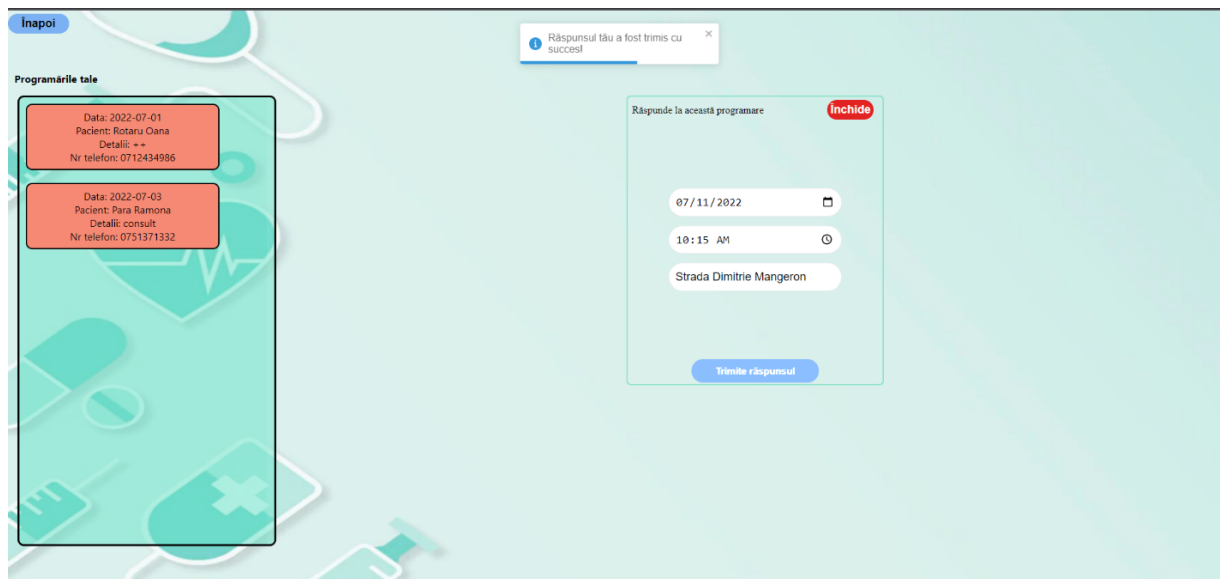 Înapoi
Răspunsul tău a fost trimis cu
succes!
Programările tale
Data: 2022-07-01
Pacient: Rotaru Oana
Detalii: ++
Nr telefon: 0712434986
Data: 2022-07-03
Pacient: Para Ramona
Detalii: consult
Nr telefon: 0751371332
Răspunde la această programare
Închide
07/11/2022
10:15 AM
Strada Dimitrie Mangeron
Trimite răspunsul